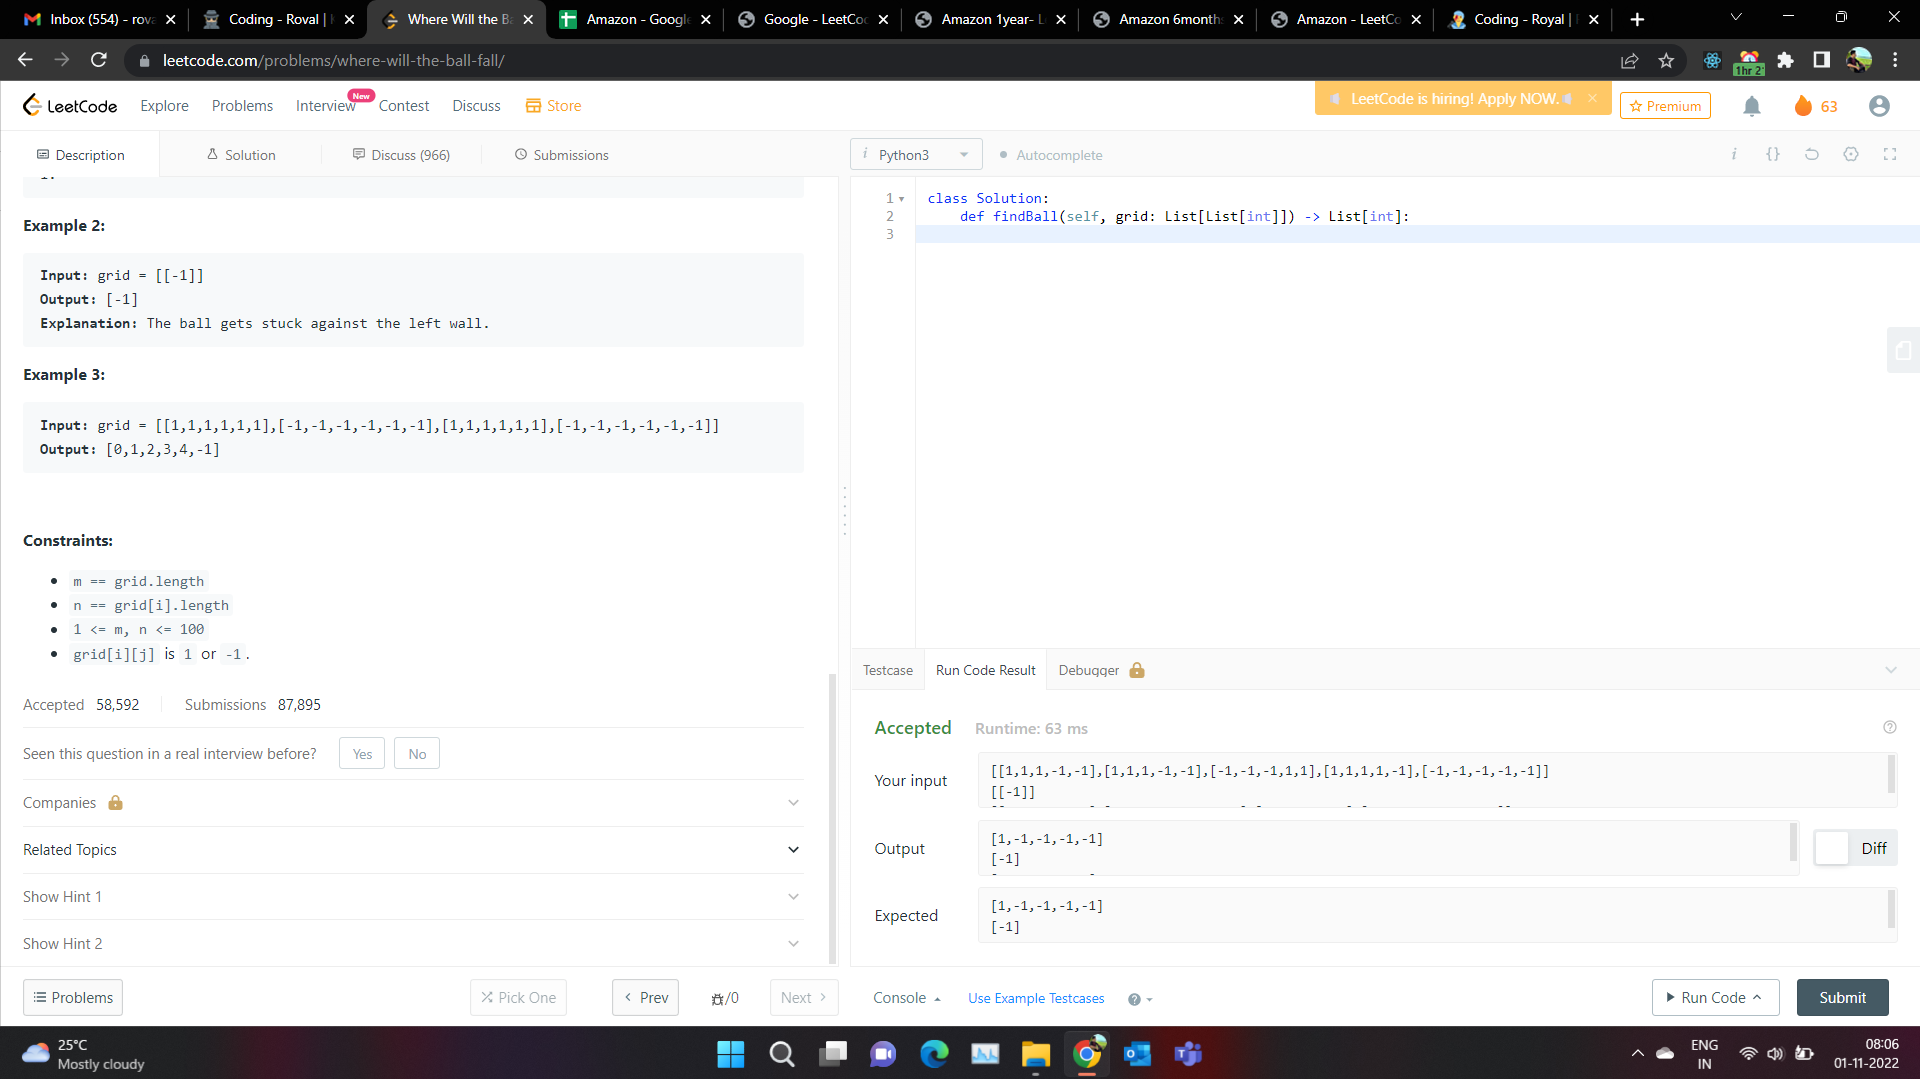 Inbox (554) - rova
Coding - Roval |
Where Will the Ba
Amazon - Google
Google - LeetCod
Amazon 1year- L
Amazon 6months
Amazon - LeetCo
Coding - Royal |
leetcode.com/problems/where-will-the-ball-fall/
1hr 2
LeetCode
Explore
Problems
Interview
New
Contest
Discuss
Store
LeetCode is hiring! Apply NOW.
Premium
63
Description
Solution
Discuss (966)
Submissions
i Python3
Autocomplete
Example 2:
Input: grid = [[-1]]
Output: [-1]
Explanation: The ball gets stuck against the left wall.
Example 3:
Input: grid = [[1,1,1,1,1,1],[-1,-1,-1,-1,-1,-1],[1,1,1,1,1,1],[-1,-1,-1,-1,-1,-1]]
Output: [0,1,2,3,4,-1]
Constraints:
m == grid.length
n == grid[i].length
1 <= m, n <= 100
grid[i][j] is 1 or -1.
Accepted 58,592 Submissions 87,895
Seen this question in a real interview before? Yes No
Companies
Related Topics
Show Hint 1
Show Hint 2
Problems
Pick One
Prev
/0
Next
1 class Solution:
2 def findBall(self, grid: List[List[int]]) -> List[int]:
3
Testcase
Run Code Result
Debugger
Accepted Runtime: 63 ms
Your input
[[1,1,1,-1,-1],[1,1,1,-1,-1],[-1,-1,-1,1,1],[1,1,1,1,-1],[-1,-1,-1,-1,-1]]
[[-1]]
Output
[1,-1,-1,-1,-1]
[-1]
Diff
Expected
[1,-1,-1,-1,-1]
[-1]
Console
Use Example Testcases
Run Code
Submit
25°C
Mostly cloudy
ENG
IN
08:06
01-11-2022